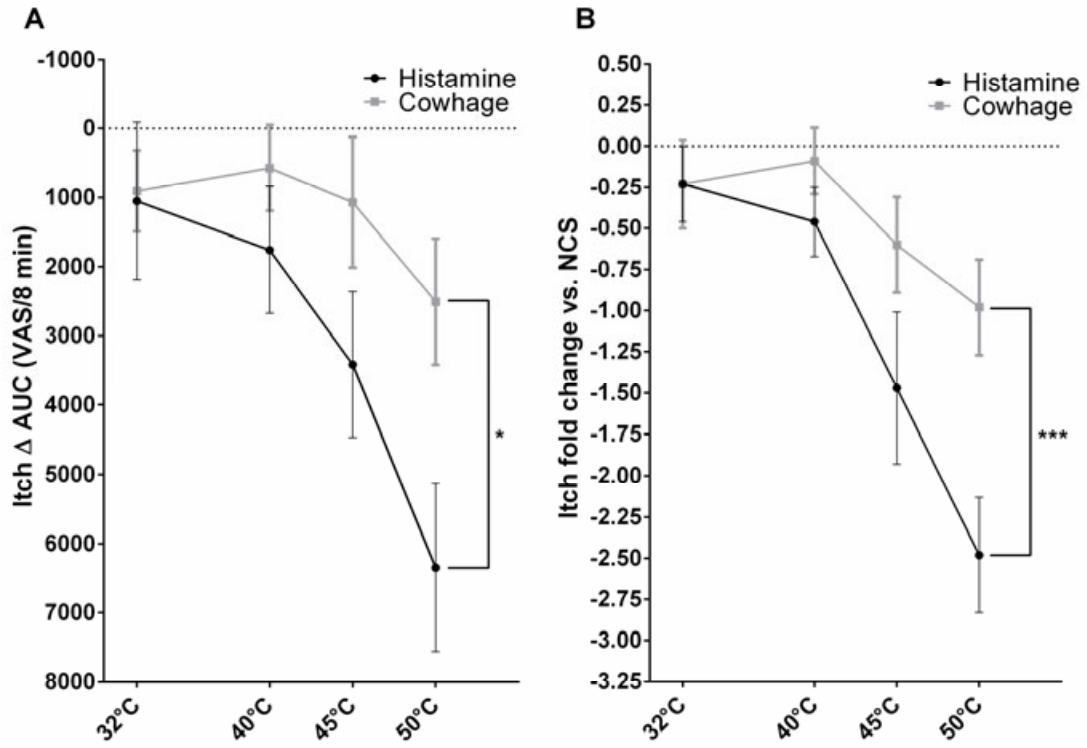 A
Itch Δ AUC (VAS/8 min)
-1000
0
1000
2000
3000
4000
5000
6000
7000
8000
Histamine
Cowhage
*
32°C
40°C
45°C
50°C
B
Itch fold change vs. NCS
0.50
0.25
0.00
-0.25
-0.50
-0.75
-1.00
-1.25
-1.50
-1.75
-2.00
-2.25
-2.50
-2.75
-3.00
-3.25
Histamine
Cowhage
***
32°C
40°C
45°C
50°C